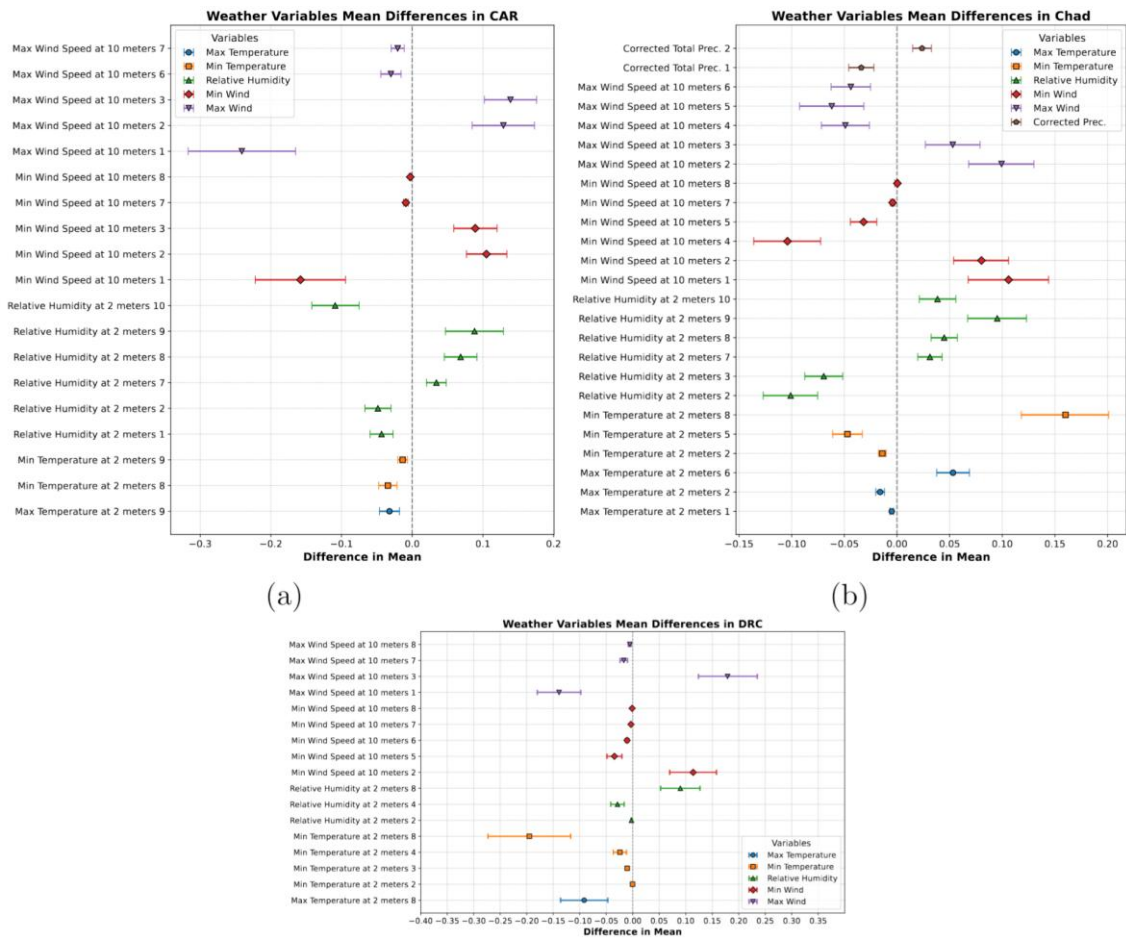 Weather Variables Mean Differences in CAR
Max Wind Speed at 10 meters 7
Max Wind Speed at 10 meters 6
Max Wind Speed at 10 meters 3
Max Wind Speed at 10 meters 2
Max Wind Speed at 10 meters 1
Min Wind Speed at 10 meters 8
Min Wind Speed at 10 meters 7
Min Wind Speed at 10 meters 3
Min Wind Speed at 10 meters 2
Min Wind Speed at 10 meters 1
Relative Humidity at 2 meters 10
Relative Humidity at 2 meters 9
Relative Humidity at 2 meters 8
Relative Humidity at 2 meters 7
Relative Humidity at 2 meters 2
Relative Humidity at 2 meters 1
Min Temperature at 2 meters 9
Min Temperature at 2 meters 8
Max Temperature at 2 meters 9
Variables
Max Temperature
Min Temperature
Relative Humidity
Min Wind
Max Wind
−0.3 −0.2 −0.1 0.0 0.1 0.2
Difference in Mean
(a)
Weather Variables Mean Differences in Chad
Corrected Total Prec. 2
Corrected Total Prec. 1
Max Wind Speed at 10 meters 6
Max Wind Speed at 10 meters 5
Max Wind Speed at 10 meters 4
Max Wind Speed at 10 meters 3
Max Wind Speed at 10 meters 2
Min Wind Speed at 10 meters 8
Min Wind Speed at 10 meters 7
Min Wind Speed at 10 meters 5
Min Wind Speed at 10 meters 4
Min Wind Speed at 10 meters 2
Min Wind Speed at 10 meters 1
Relative Humidity at 2 meters 10
Relative Humidity at 2 meters 9
Relative Humidity at 2 meters 8
Relative Humidity at 2 meters 7
Relative Humidity at 2 meters 3
Relative Humidity at 2 meters 2
Min Temperature at 2 meters 8
Min Temperature at 2 meters 5
Min Temperature at 2 meters 2
Max Temperature at 2 meters 6
Max Temperature at 2 meters 2
Max Temperature at 2 meters 1
Variables
Max Temperature
Min Temperature
Relative Humidity
Min Wind
Max Wind
Corrected Prec.
−0.15 −0.10 −0.05 0.00 0.05 0.10 0.15 0.20
Difference in Mean
(b)
Weather Variables Mean Differences in DRC
Max Wind Speed at 10 meters 8
Max Wind Speed at 10 meters 7
Max Wind Speed at 10 meters 3
Max Wind Speed at 10 meters 1
Min Wind Speed at 10 meters 8
Min Wind Speed at 10 meters 7
Min Wind Speed at 10 meters 6
Min Wind Speed at 10 meters 5
Min Wind Speed at 10 meters 2
Relative Humidity at 2 meters 8
Relative Humidity at 2 meters 4
Relative Humidity at 2 meters 2
Min Temperature at 2 meters 8
Min Temperature at 2 meters 4
Min Temperature at 2 meters 3
Min Temperature at 2 meters 2
Max Temperature at 2 meters 8
Variables
Max Temperature
Min Temperature
Relative Humidity
Min Wind
Max Wind
−0.40 −0.35 −0.30 −0.25 −0.20 −0.15 −0.10 −0.05 0.00 0.05 0.10 0.15 0.20 0.25 0.30 0.35
Difference in Mean